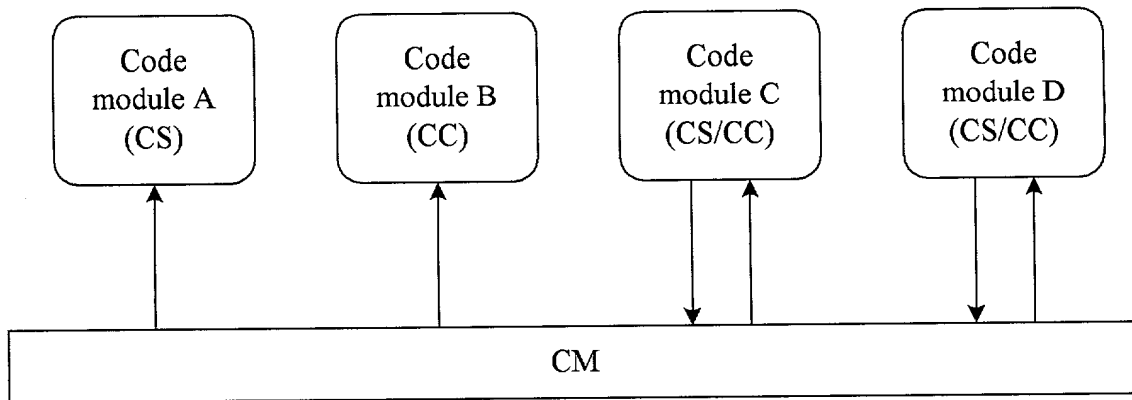 Code
module A
(CS)
Code
module B
(CC)
Code
module C
(CS/CC)
Code
module D
(CS/CC)
CM